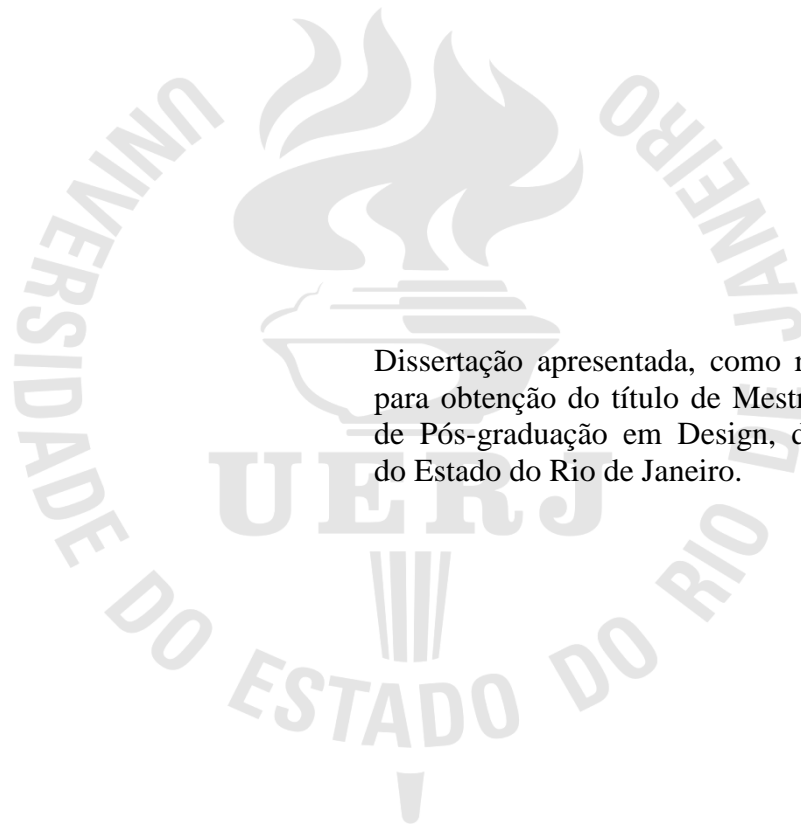 UNIVERSIDADE DO ESTADO DO RIO DE JANEIRO
UERJ
Dissertação apresentada, como
para obtenção do título de
de Pós-graduação em Design,
do Estado do Rio de Janeiro.